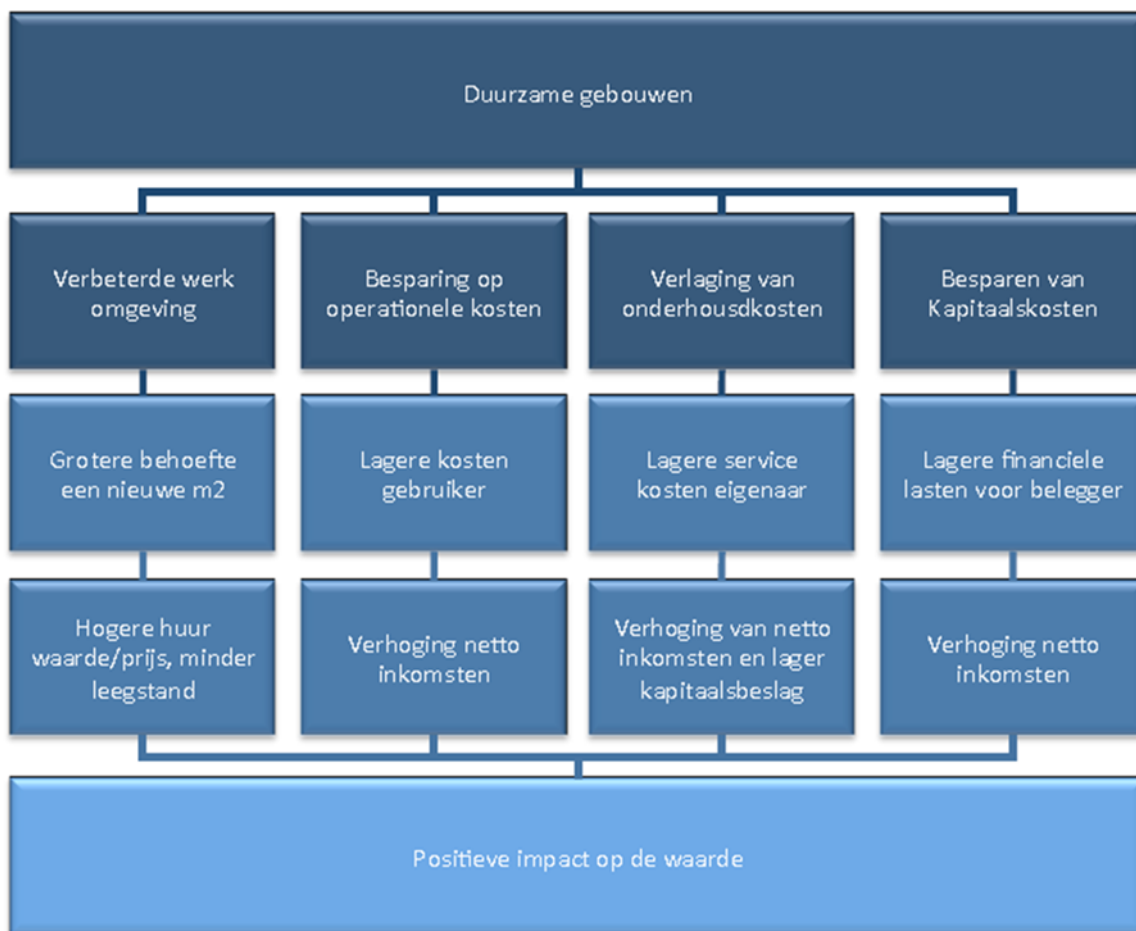 Duurzame gebouwen
Verbeterde werk
omgeving
Besparing op
operationele kosten
Verlaging van
onderhousdkosten
Besparen van
Kapitaalskosten
Grotere behoefte
een nieuwe m2
Lagere kosten
gebruiker
Lagere service
kosten eigenaar
Lagere financiele
lasten voor belegger
Hogere huur
waarde/prijs, minder
leegstand
Verhoging netto
inkomsten
Verhoging van netto
inkomsten en lager
kapitaalsbeslag
Verhoging netto
inkomsten
Positieve impact op de waarde